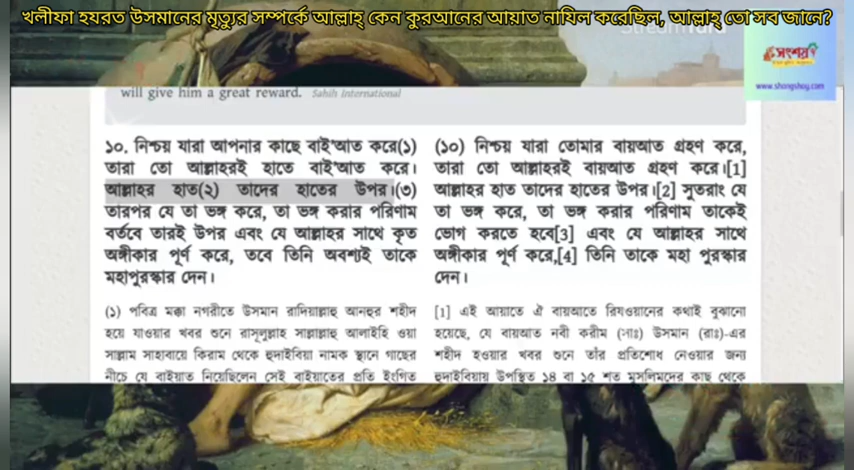 খলীফা হযরত উসমানের মৃত্যুর সম্পর্কে আল্লাহ্ কেন কুরআনের আয়াত নাযিল করেছিল, আল্লাহ্ তো সব জানে?
StreamYard
সংশয়
www.shongshoy.com
will give him a great reward. Sahih International
১০. নিশ্চয় যারা আপনার কাছে বাই'আত করে(১)
তারা তো আল্লাহরই হাতে বাই'আত করে।
আল্লাহর হাত(২) তাদের হাতের উপর।(৩)
তারপর যে তা ভঙ্গ করে, তা ভঙ্গ করার পরিণাম
বর্তবে তারই উপর এবং যে আল্লাহর সাথে কৃত
অঙ্গীকার পূর্ণ করে, তবে তিনি অবশ্যই তাকে
মহাপুরস্কার দেন।
(১) পবিত্র মক্কা নগরীতে উসমান রাদিয়াল্লাহু আনহুর শহীদ
হয়ে যাওয়ার খবর শুনে রাসূলুল্লাহ সাল্লাল্লাহু আলাইহি ওয়া
সাল্লাম সাহাবায়ে কিরাম থেকে হুদাইবিয়া নামক স্থানে গাছের
নীচে যে বাইয়াত নিয়েছিলেন সেই বাইয়াতের প্রতি ইংগিত
(১০) নিশ্চয় যারা তোমার বায়আত গ্রহণ করে,
তারা তো আল্লাহরই বায়আত গ্রহণ করে।[1]
আল্লাহর হাত তাদের হাতের উপর।[2] সুতরাং যে
তা ভঙ্গ করে, তা ভঙ্গ করার পরিণাম তাকেই
ভোগ করতে হবে[3] এবং যে আল্লাহর সাথে
অঙ্গীকার পূর্ণ করে,[4] তিনি তাকে মহা পুরস্কার
দেন।
[1] এই আয়াতে ঐ বায়আতে রিযওয়ানের কথাই বুঝানো
হয়েছে, যে বায়আত নবী করীম (সাঃ) উসমান (রাঃ)-এর
শহীদ হওয়ার খবর শুনে তাঁর প্রতিশোধ নেওয়ার জন্য
হুদাইবিয়ায় উপস্থিত ১৪ বা ১৫ শত মুসলিমদের কাছ থেকে